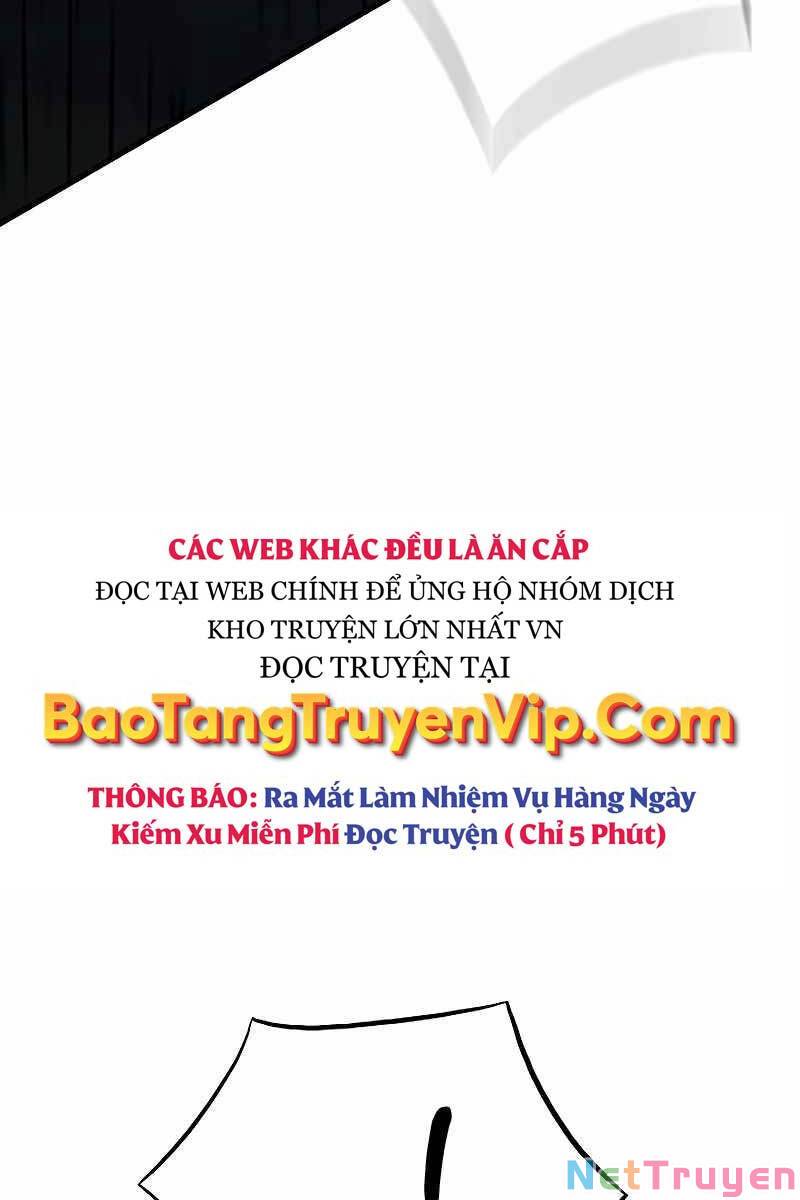 CÁC WEB KHÁC ĐỀU LÀ ĂN CẮP
ĐỌC TẠI WEB CHÍNH ĐỂ ỦNG HỘ NHÓM DỊCH
KHO TRUYỆN LỚN NHẤT VN
ĐỌC TRUYỆN TẠI
BaoTangTruyenVip.Com
THÔNG BÁO: Ra Mắt Làm Nhiệm Vụ Hàng Ngày
Kiếm Xu Miễn Phí Đọc Truyện ( Chỉ 5 Phút)
NetTruyen